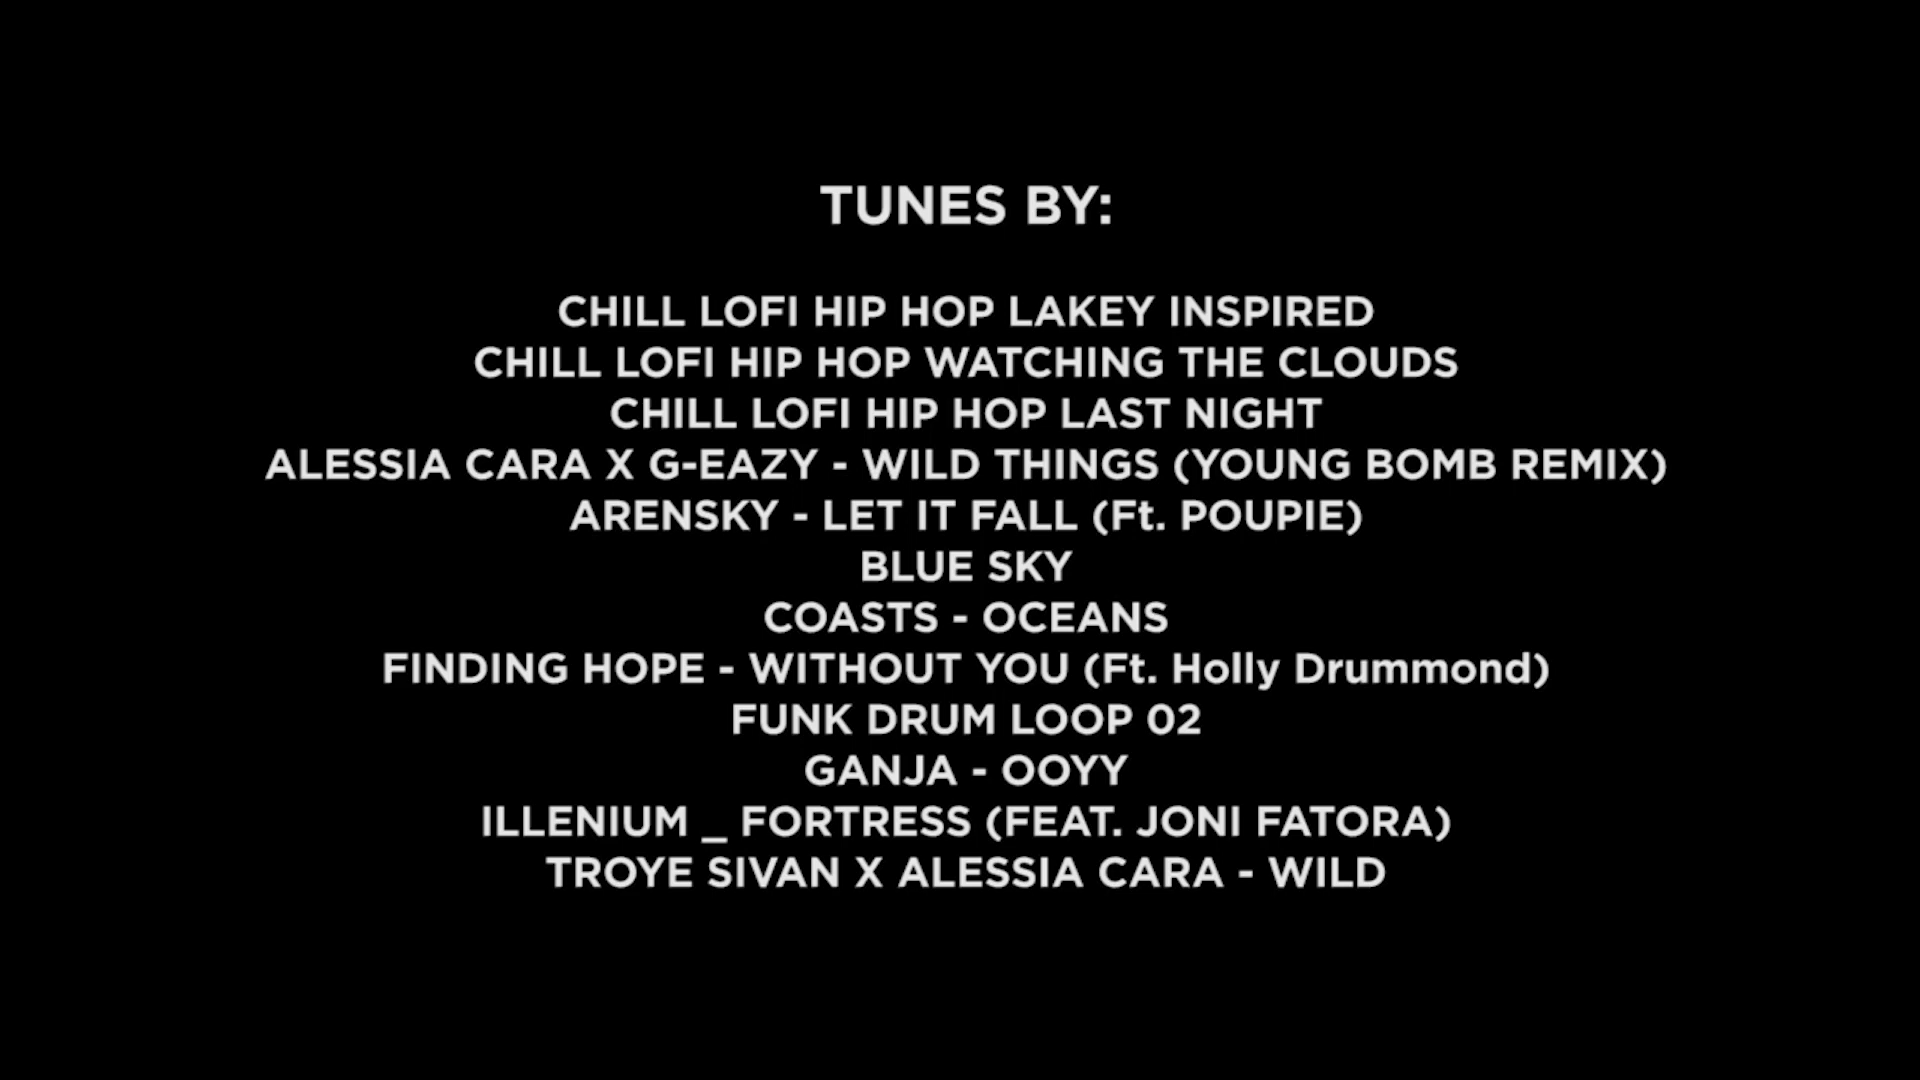 TUNES BY:
CHILL LOFI HIP HOP LAKEY INSPIRED
CHILL LOFI HIP HOP WATCHING THE CLOUDS
CHILL LOFI HIP HOP LAST NIGHT
ALESSIA CARA X G-EAZY - WILD THINGS (YOUNG BOMB REMIX)
ARENSKY - LET IT FALL (Ft. POUPIE)
BLUE SKY
COASTS - OCEANS
FINDING HOPE - WITHOUT YOU (Ft. Holly Drummond)
FUNK DRUM LOOP 02
GANJA - OOYY
ILLENIUM _ FORTRESS (FEAT. JONI FATORA)
TROYE SIVAN X ALESSIA CARA - WILD